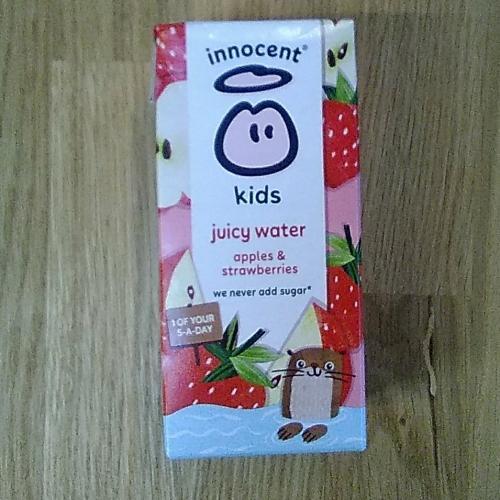 innocent®
kids
juicy water
apples &
strawberries
we never add sugar*
1 OF YOUR
5-A-DAY